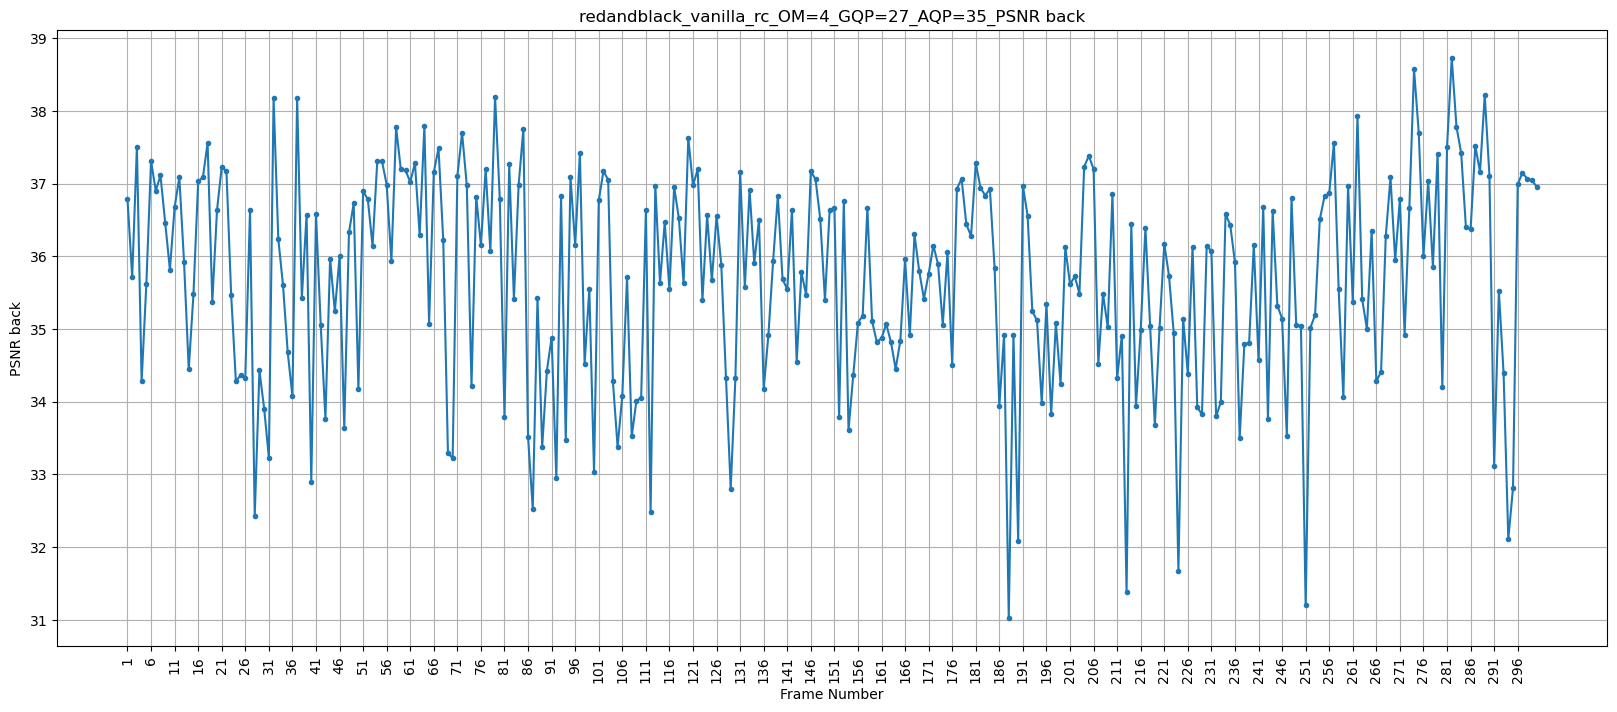 redandblack_vanilla_rc_OM=4_GQP=27_AQP=35_PSNR back
39
38
37
36
35
34
33
32
31
PSNR back
1 6 11 16 21 26 31 36 41 46 51 56 61 66 71 76 81 86 91 96 101 106 111 116 121 126 131 136 141 146 151 156 161 166 171 176 181 186 191 196 201 206 211 216 221 226 231 236 241 246 251 256 261 266 271 276 281 286 291 296
Frame Number